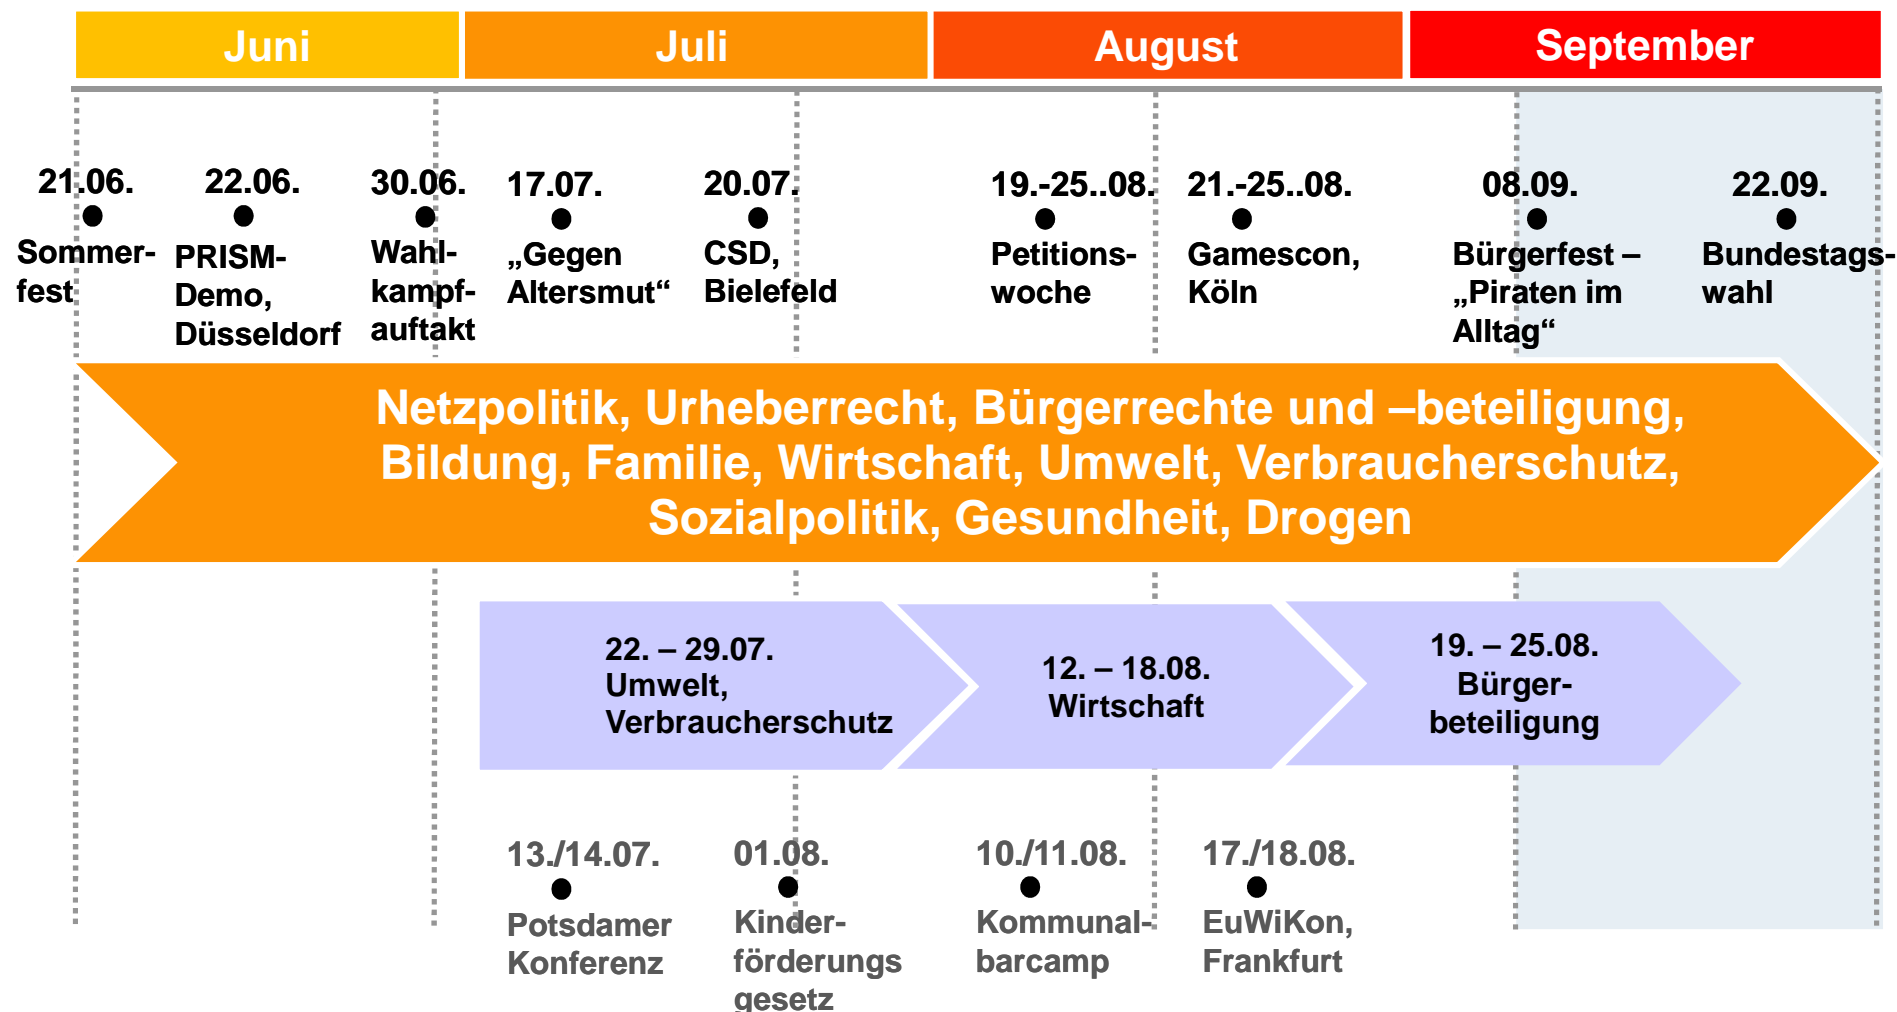 Juni
Juli
August
September
21.06.
Sommer-
fest
22.06.
PRISM-
Demo,
Düsseldorf
30.06.
Wahl-
kampf-
auftakt
17.07.
„Gegen
Altersmut“
20.07.
CSD,
Bielefeld
19.-25..08.
Petitions-
woche
21.-25..08.
Gamescon,
Köln
08.09.
Bürgerfest –
„Piraten im
Alltag“
22.09.
Bundestags-
wahl
Netzpolitik, Urheberrecht, Bürgerrechte und –beteiligung,
Bildung, Familie, Wirtschaft, Umwelt, Verbraucherschutz,
Sozialpolitik, Gesundheit, Drogen
22. – 29.07.
Umwelt,
Verbraucherschutz
12. – 18.08.
Wirtschaft
19. – 25.08.
Bürger-
beteiligung
13./14.07.
Potsdamer
Konferenz
01.08.
Kinder-
förderungs
gesetz
10./11.08.
Kommunal-
barcamp
17./18.08.
EuWiKon,
Frankfurt